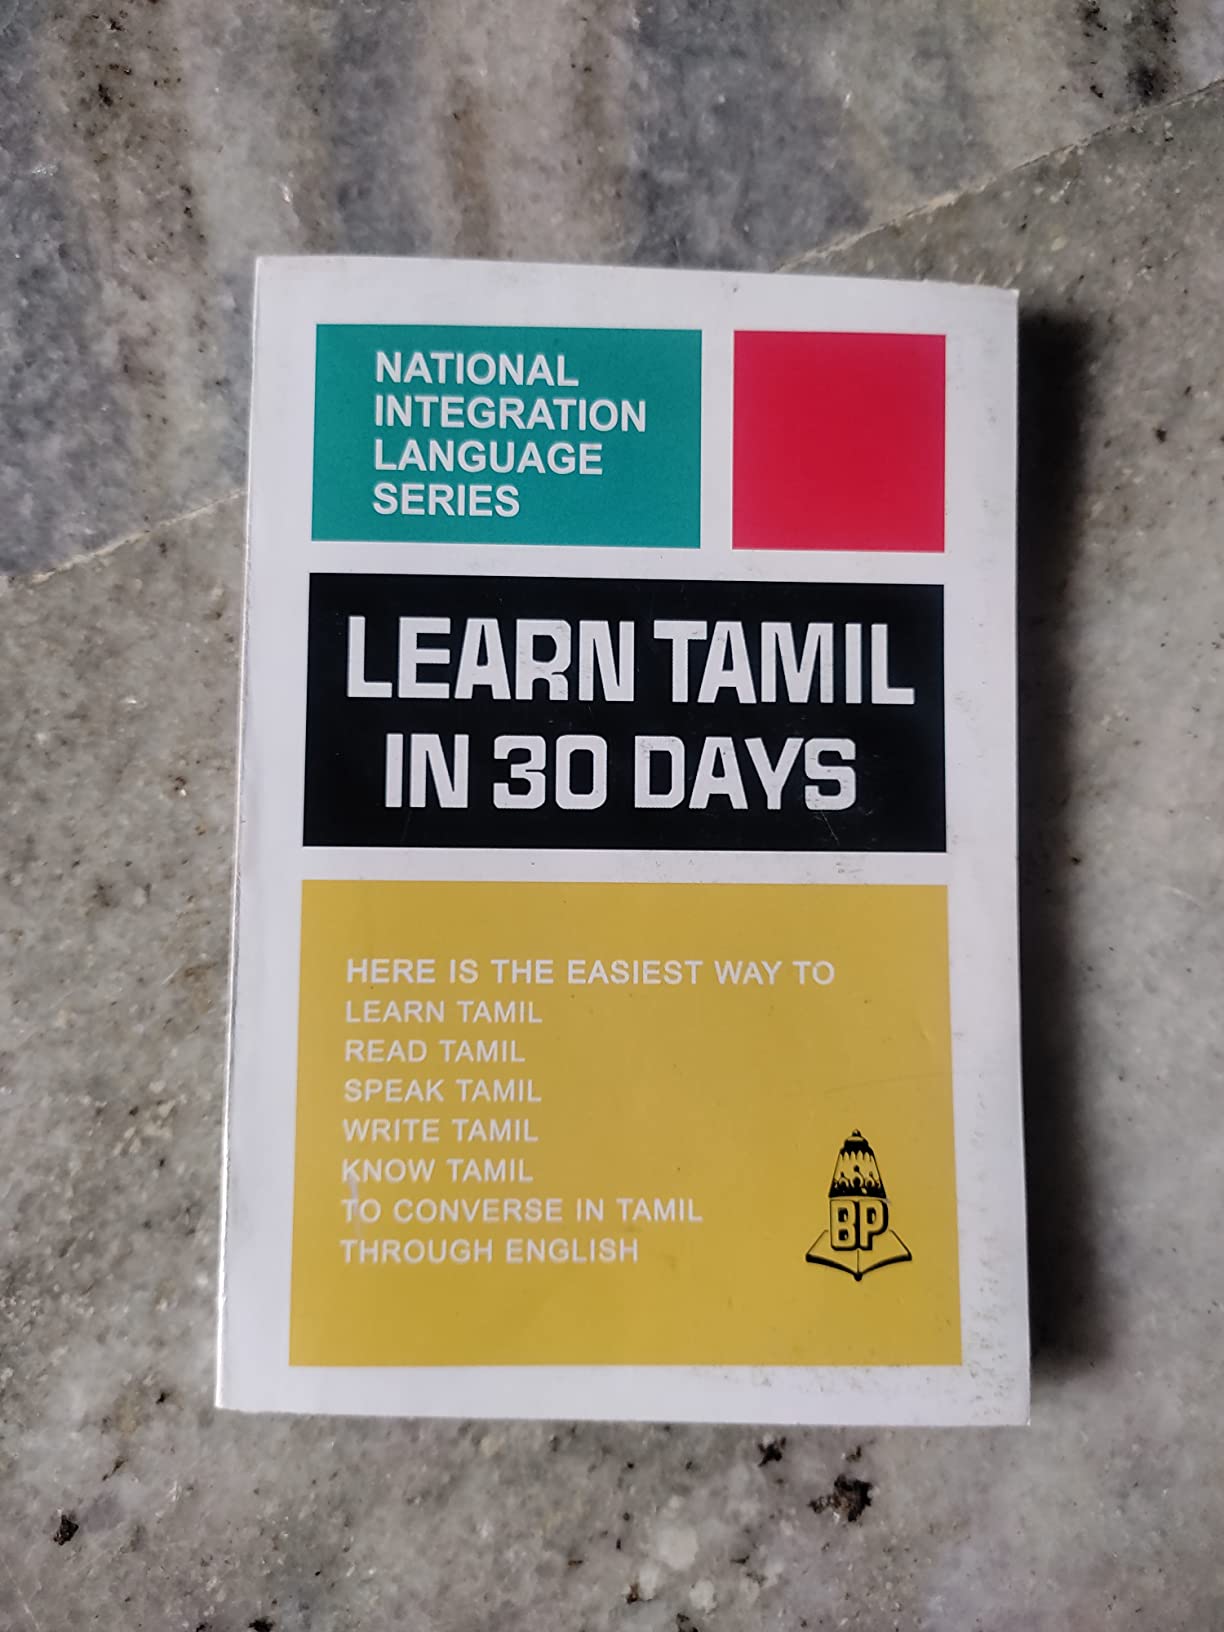 NATIONAL
INTEGRATION
LANGUAGE
SERIES
LEARN TAMIL
IN 30 DAYS
HERE IS THE EASIEST WAY TO
LEARN TAMIL
READ TAMIL
SPEAK TAMIL
WRITE TAMIL
KNOW TAMIL
TO CONVERSE IN TAMIL
THROUGH ENGLISH
BP